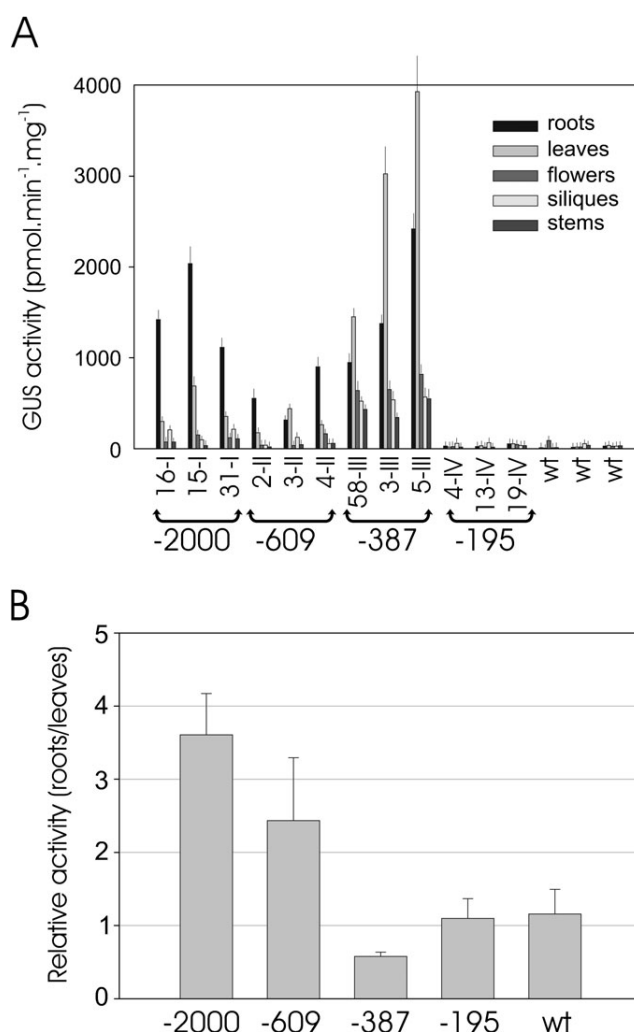 A
GUS activity (pmol.min⁻¹.mg⁻¹)
4000
3000
2000
1000
0
roots
leaves
flowers
siliques
stems
16-I
15-I
31-I
2-II
3-II
4-II
58-III
3-III
5-III
4-IV
13-IV
19-IV
wt
wt
wt
-2000
-609
-387
-195
B
Relative activity (roots/leaves)
5
4
3
2
1
0
-2000
-609
-387
-195
wt